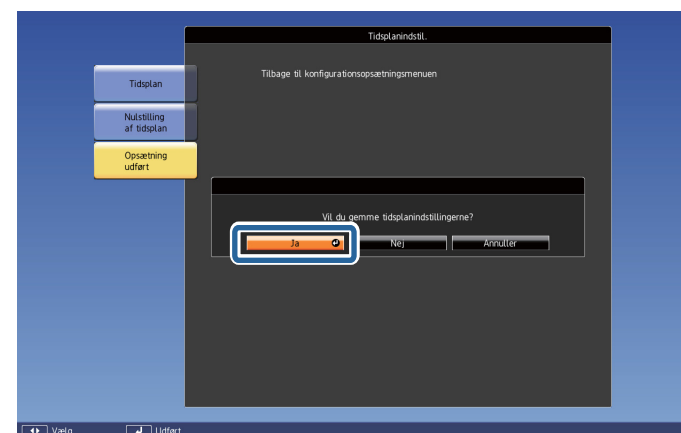 Tidsplanindstil.
Tilbage til konfigurationsopsætningsmenuen
Tidsplan
Nulstilling
af tidsplan
Opsætning
udført
Vil du gemme tidsplanindstillingerne?
Ja Nej Annuller
Vælg Udført